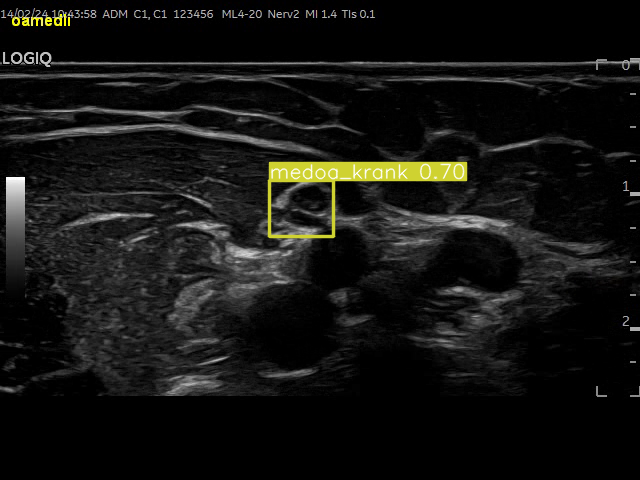 14/02/24 10:43:58 ADM C1, C1 123456 ML4-20 Nerv2 MI 1.4 TIs 0.1
oamedli
LOGIQ
0
medoa_krank 0.70
1
2